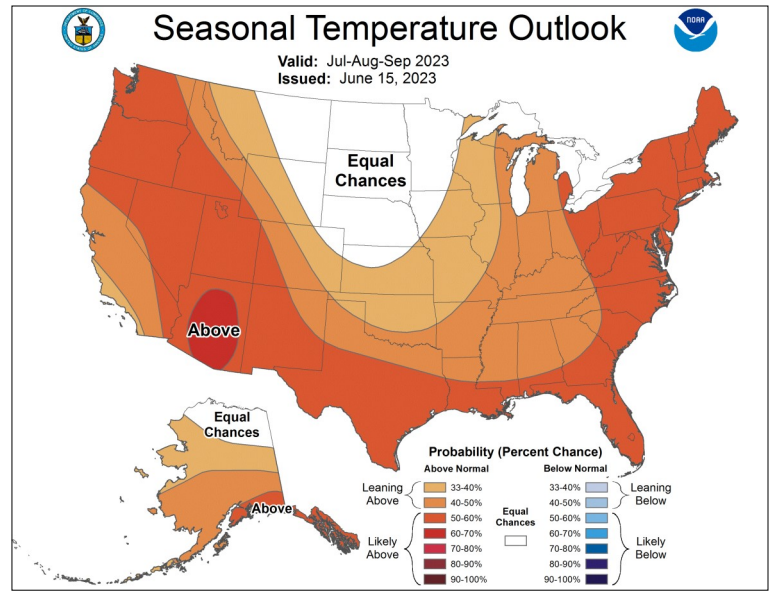 Seasonal Temperature Outlook
NOAA
Valid: Jul-Aug-Sep 2023
Issued: June 15, 2023
Equal
Chances
Above
Equal
Chances
Above
Probability (Percent Chance)
Above Normal
Below Normal
Leaning
Above
33-40%
40-50%
50-60%
60-70%
70-80%
80-90%
90-100%
Likely
Above
Equal
Chances
33-40%
40-50%
50-60%
60-70%
70-80%
80-90%
90-100%
Leaning
Below
Likely
Below